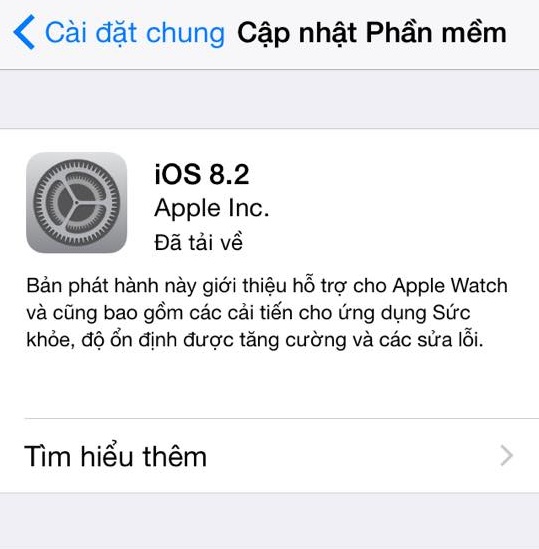 Cài đặt chung Cập nhật Phần mềm
iOS 8.2
Apple Inc.
Đã tải về
Bản phát hành này giới thiệu hỗ trợ cho Apple Watch
và cũng bao gồm các cải tiến cho ứng dụng Sức
khỏe, độ ổn định được tăng cường và các sửa lỗi.
Tìm hiểu thêm